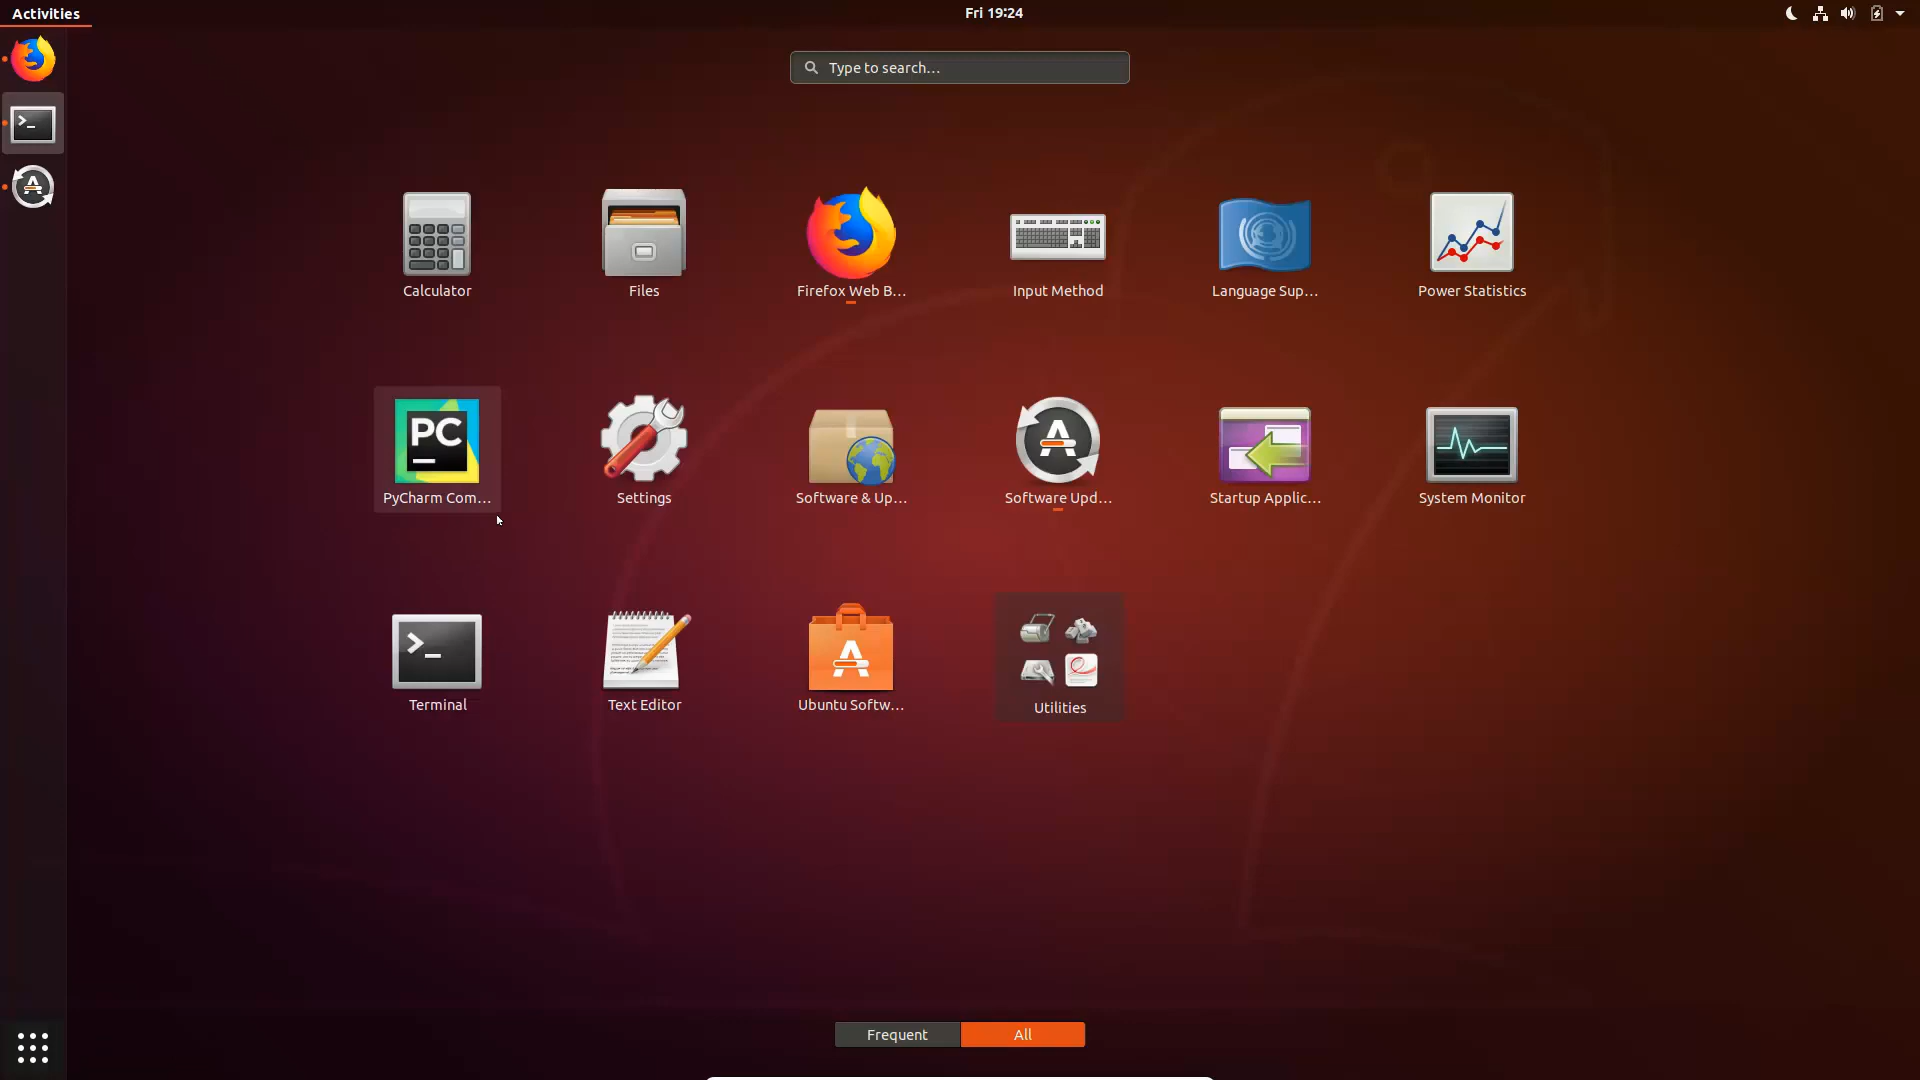 Activities
Fri 19:24
Type to search...
Calculator
Files
Firefox Web B...
Input Method
Language Sup...
Power Statistics
PC
PyCharm Com...
Settings
Software & Up...
Software Upd...
Startup Applic...
System Monitor
Terminal
Text Editor
Ubuntu Softw...
Utilities
Frequent
All